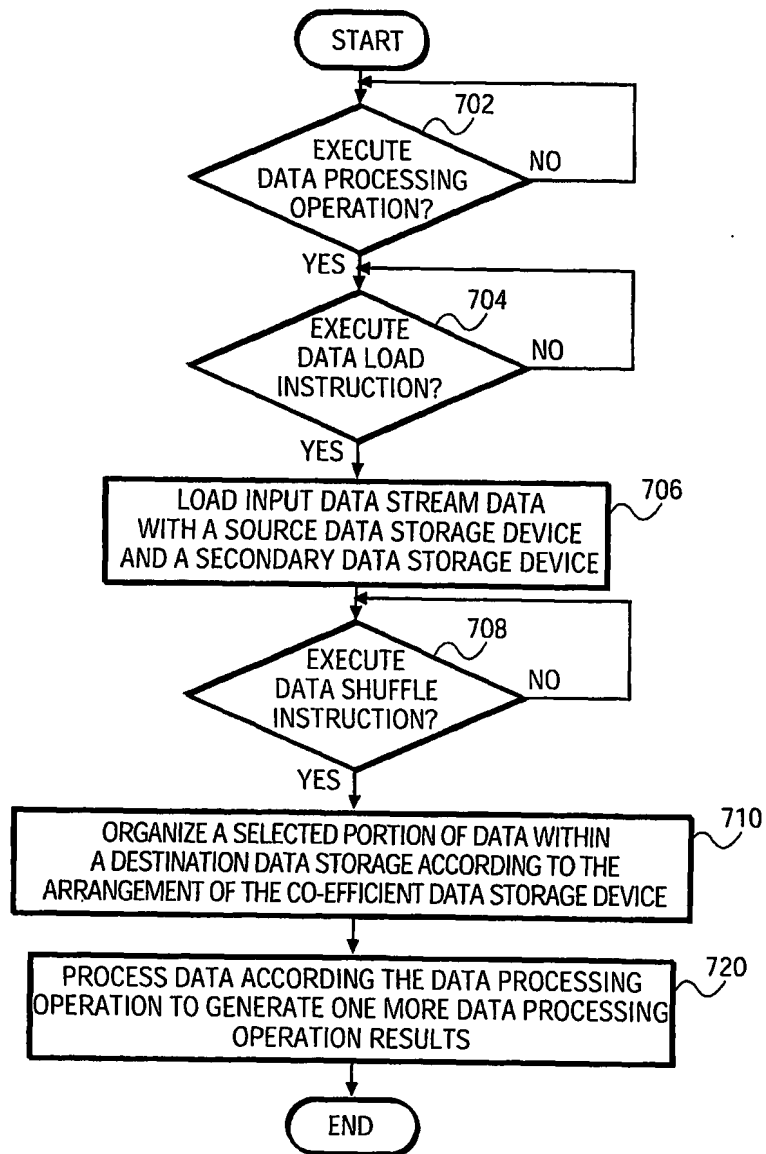 START
702
EXECUTE
DATA PROCESSING
OPERATION?
NO
YES
704
EXECUTE
DATA LOAD
INSTRUCTION?
NO
YES
LOAD INPUT DATA STREAM DATA
WITH A SOURCE DATA STORAGE DEVICE
AND A SECONDARY DATA STORAGE DEVICE
706
708
EXECUTE
DATA SHUFFLE
INSTRUCTION?
NO
YES
ORGANIZE A SELECTED PORTION OF DATA WITHIN
A DESTINATION DATA STORAGE ACCORDING TO THE
ARRANGEMENT OF THE CO-EFFICIENT DATA STORAGE DEVICE
710
PROCESS DATA ACCORDING THE DATA PROCESSING
OPERATION TO GENERATE ONE MORE DATA PROCESSING
OPERATION RESULTS
720
END